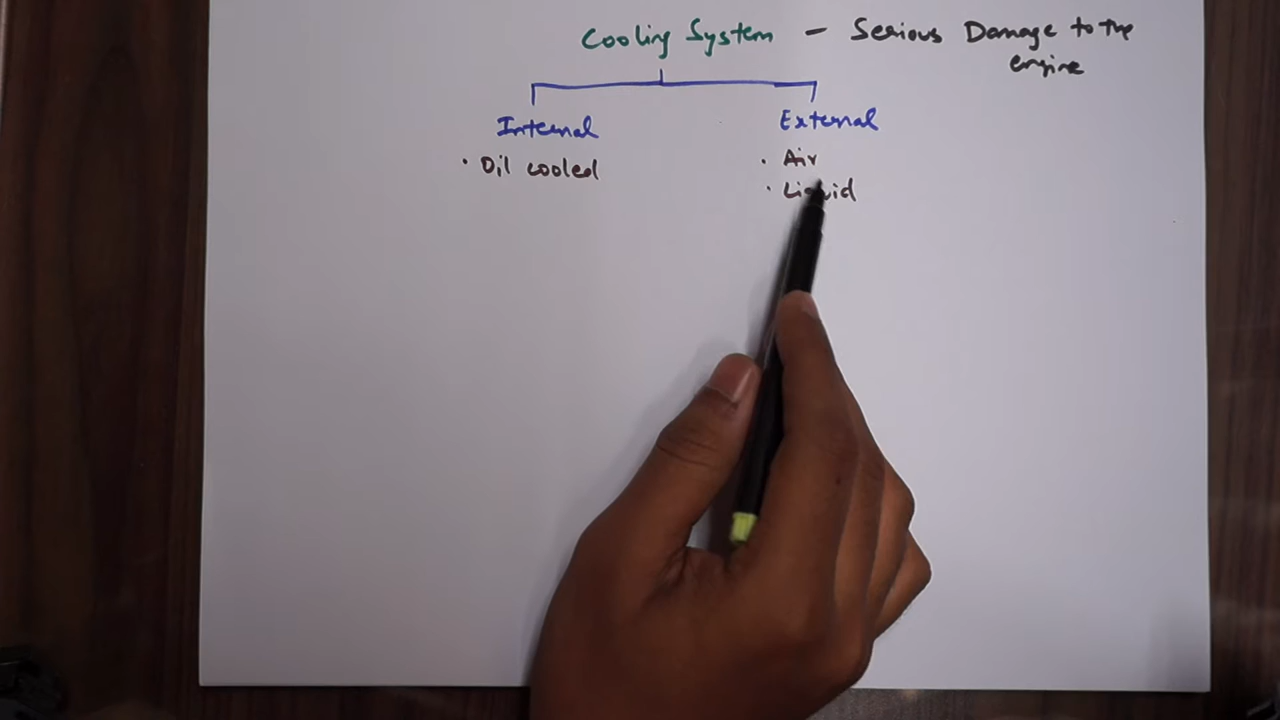 Cooling System - Serious Damage to the
engine
Internal External
• Oil cooled • Air
• Liquid